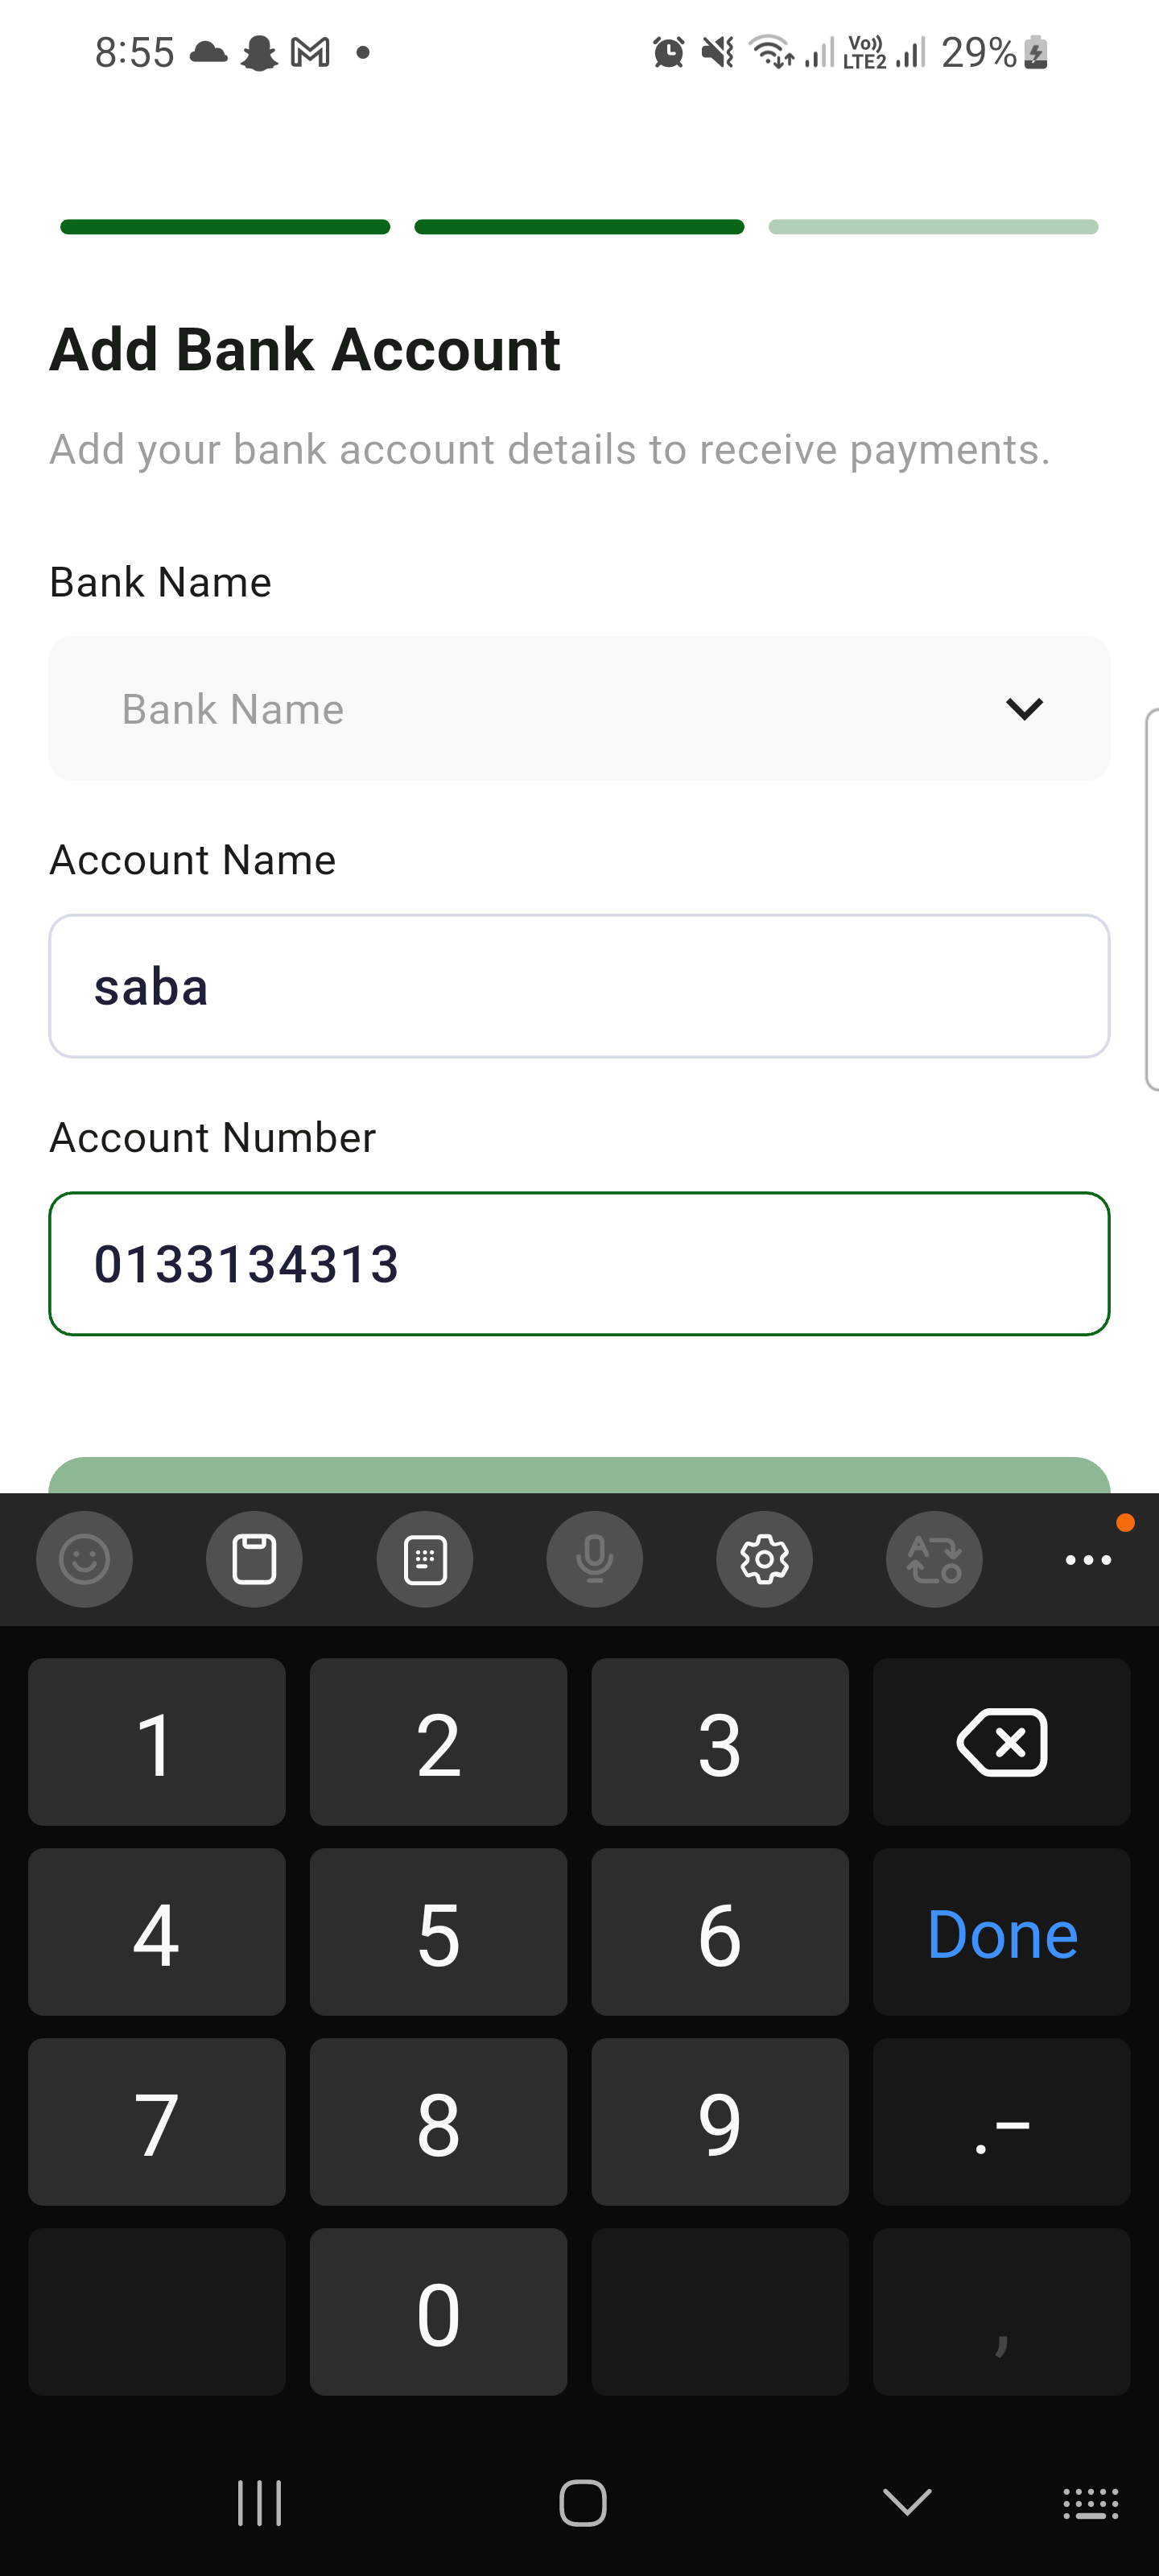 8:55
Vo)) LTE2 29%
Add Bank Account
Add your bank account details to receive payments.
Bank Name
Bank Name
Account Name
saba
Account Number
0133134313
1 2 3
4 5 6 Done
7 8 9 .-
0 ,